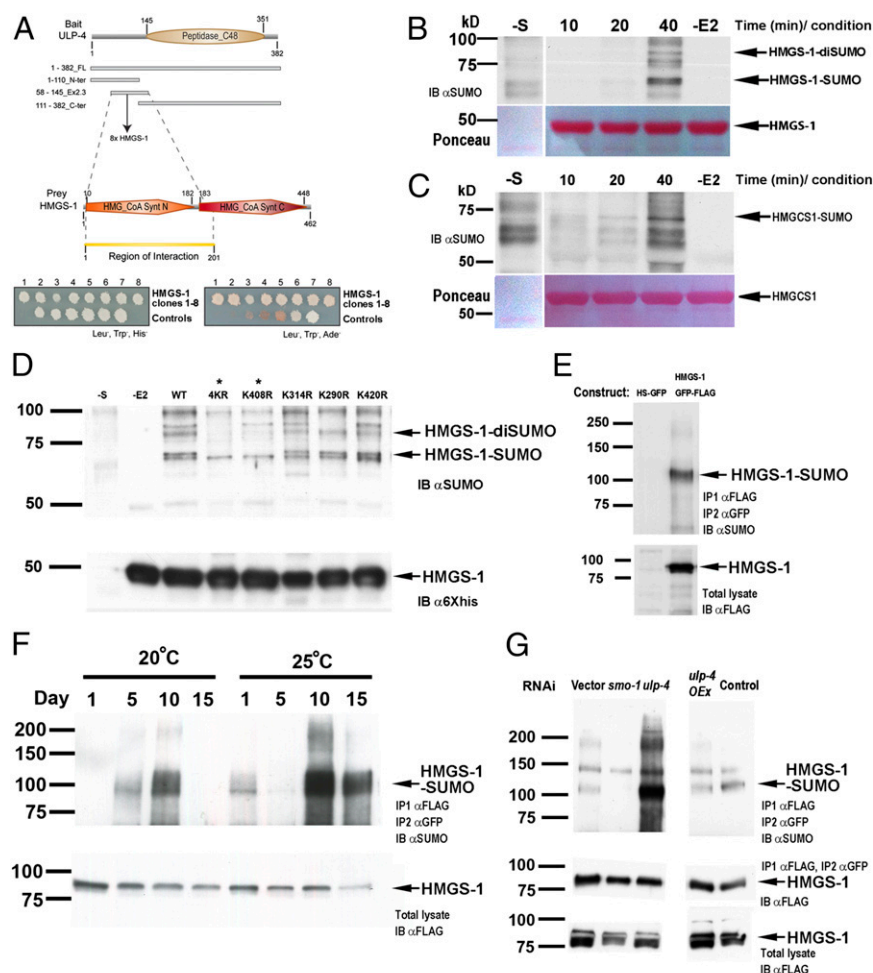 A
Bait
ULP-4
145
351
Peptidase_C48
1
382
1 - 382_FL
1-110_N-ter
58 - 145_Ex2.3
111 - 382_C-ter
8x HMGS-1
Prey
HMGS-1
10
182
183
448
HMG_CoA Synt N
HMG_CoA Synt C
462
1
201
Region of Interaction
1 2 3 4 5 6 7 8
HMGS-1
clones 1-8
Controls
Leu-, Trp-, His-
1 2 3 4 5 6 7 8
HMGS-1
clones 1-8
Controls
Leu-, Trp-, Ade-
B
kD
-S 10 20 40 -E2 Time (min)/ condition
100
75
HMGS-1-diSUMO
HMGS-1-SUMO
IB αSUMO
50
Ponceau
HMGS-1
C
kD
-S 10 20 40 -E2 Time (min)/ condition
75
HMGCS1-SUMO
IB αSUMO
50
Ponceau
50
HMGCS1
D
* *
-S -E2 WT 4KR K408R K314R K290R K420R
100
75
50
HMGS-1-diSUMO
HMGS-1-SUMO
IB αSUMO
50
HMGS-1
IB α6Xhis
E
HMGS-1
Construct: HS-GFP GFP-FLAG
250
150
100
75
HMGS-1-SUMO
IP1 αFLAG
IP2 αGFP
IB αSUMO
100
75
HMGS-1
Total lysate
IB αFLAG
F
20°C 25°C
Day 1 5 10 15 1 5 10 15
200
150
100
75
HMGS-1
-SUMO
IP1 αFLAG
IP2 αGFP
IB αSUMO
100
75
HMGS-1
Total lysate
IB αFLAG
G
RNAi Vector smo-1 ulp-4 ulp-4 OEx Control
200
150
100
75
HMGS-1
-SUMO
IP1 αFLAG
IP2 αGFP
IB αSUMO
100
75
IP1 αFLAG, IP2 αGFP
HMGS-1
IB αFLAG
100
75
HMGS-1
Total lysate
IB αFLAG